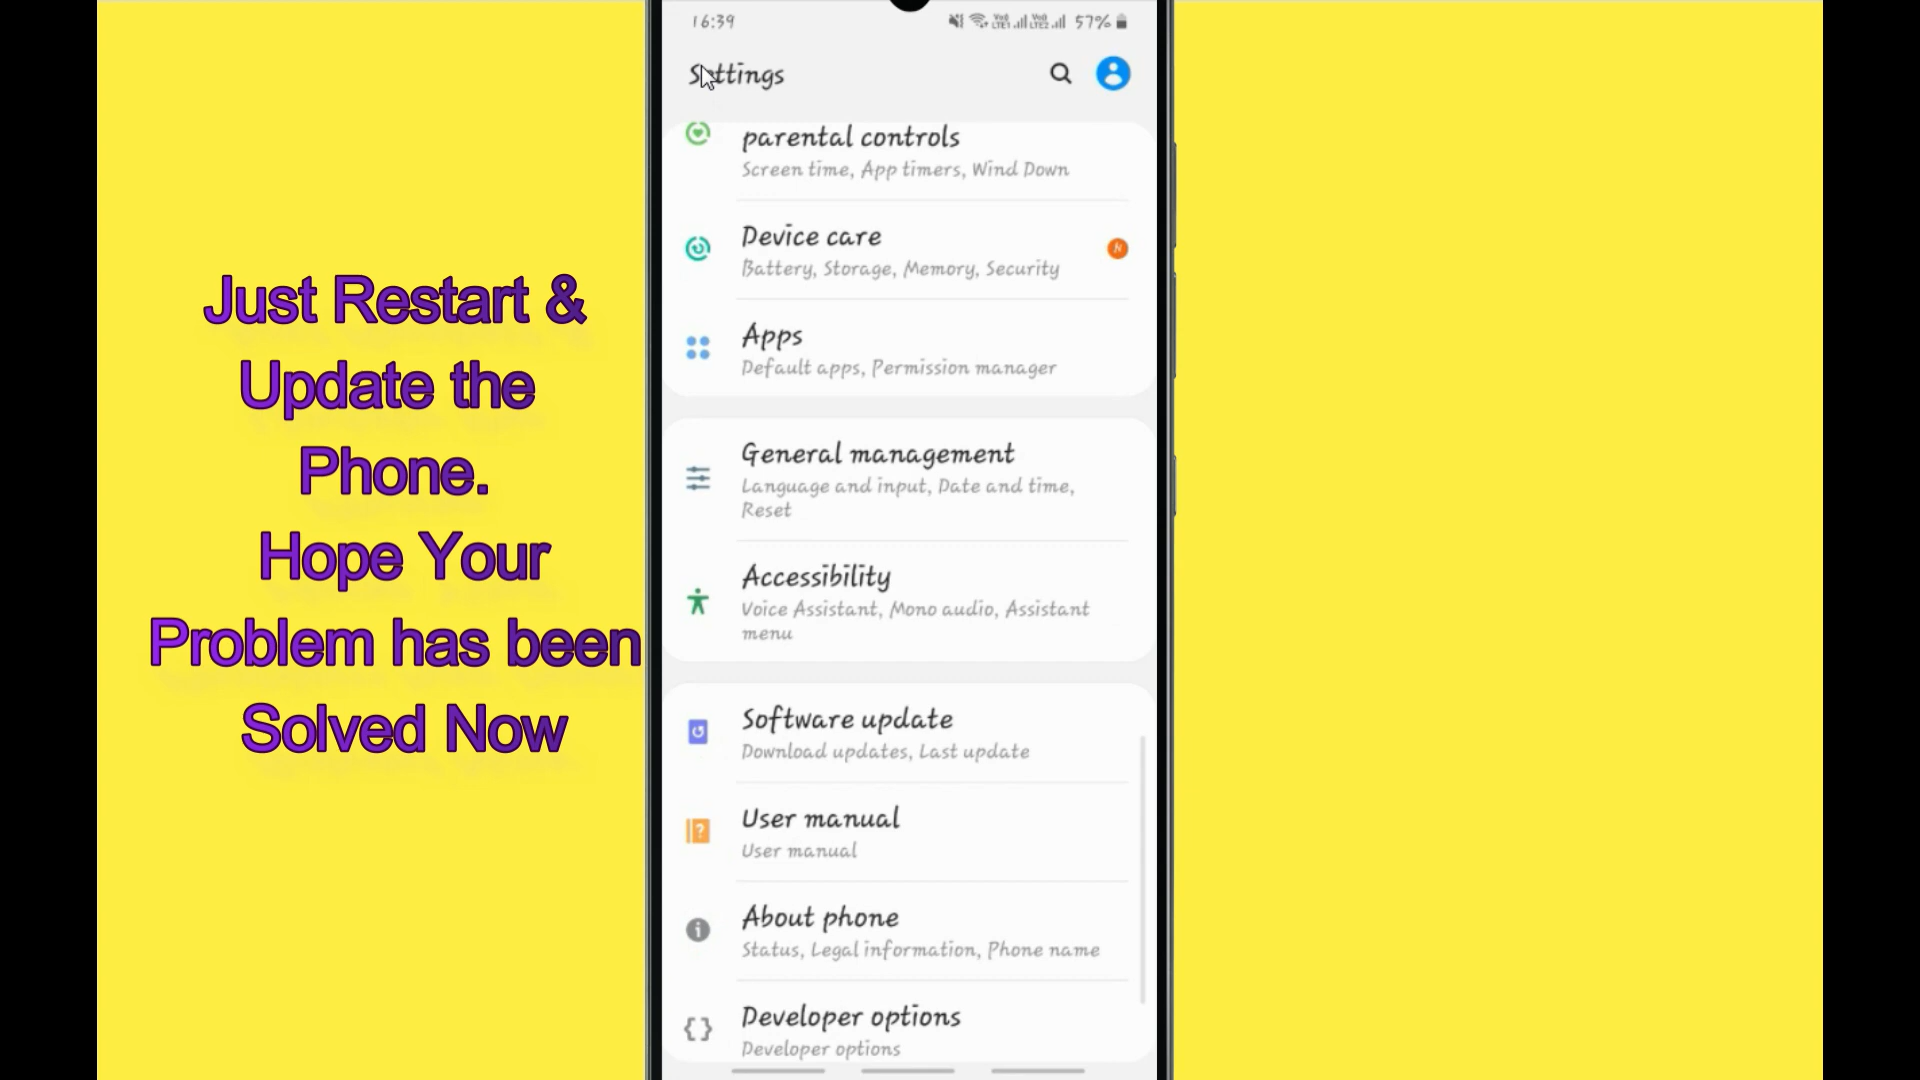 Just Restart &
Update the
Phone.
Hope Your
Problem has been
Solved Now
16:39
57%
Settings
parental controls
Screen time, App timers, Wind Down
Device care
Battery, Storage, Memory, Security
N
Apps
Default apps, Permission manager
General management
Language and input, Date and time,
Reset
Accessibility
Voice Assistant, Mono audio, Assistant
menu
Software update
Download updates, Last update
User manual
User manual
About phone
Status, Legal information, Phone name
Developer options
Developer options